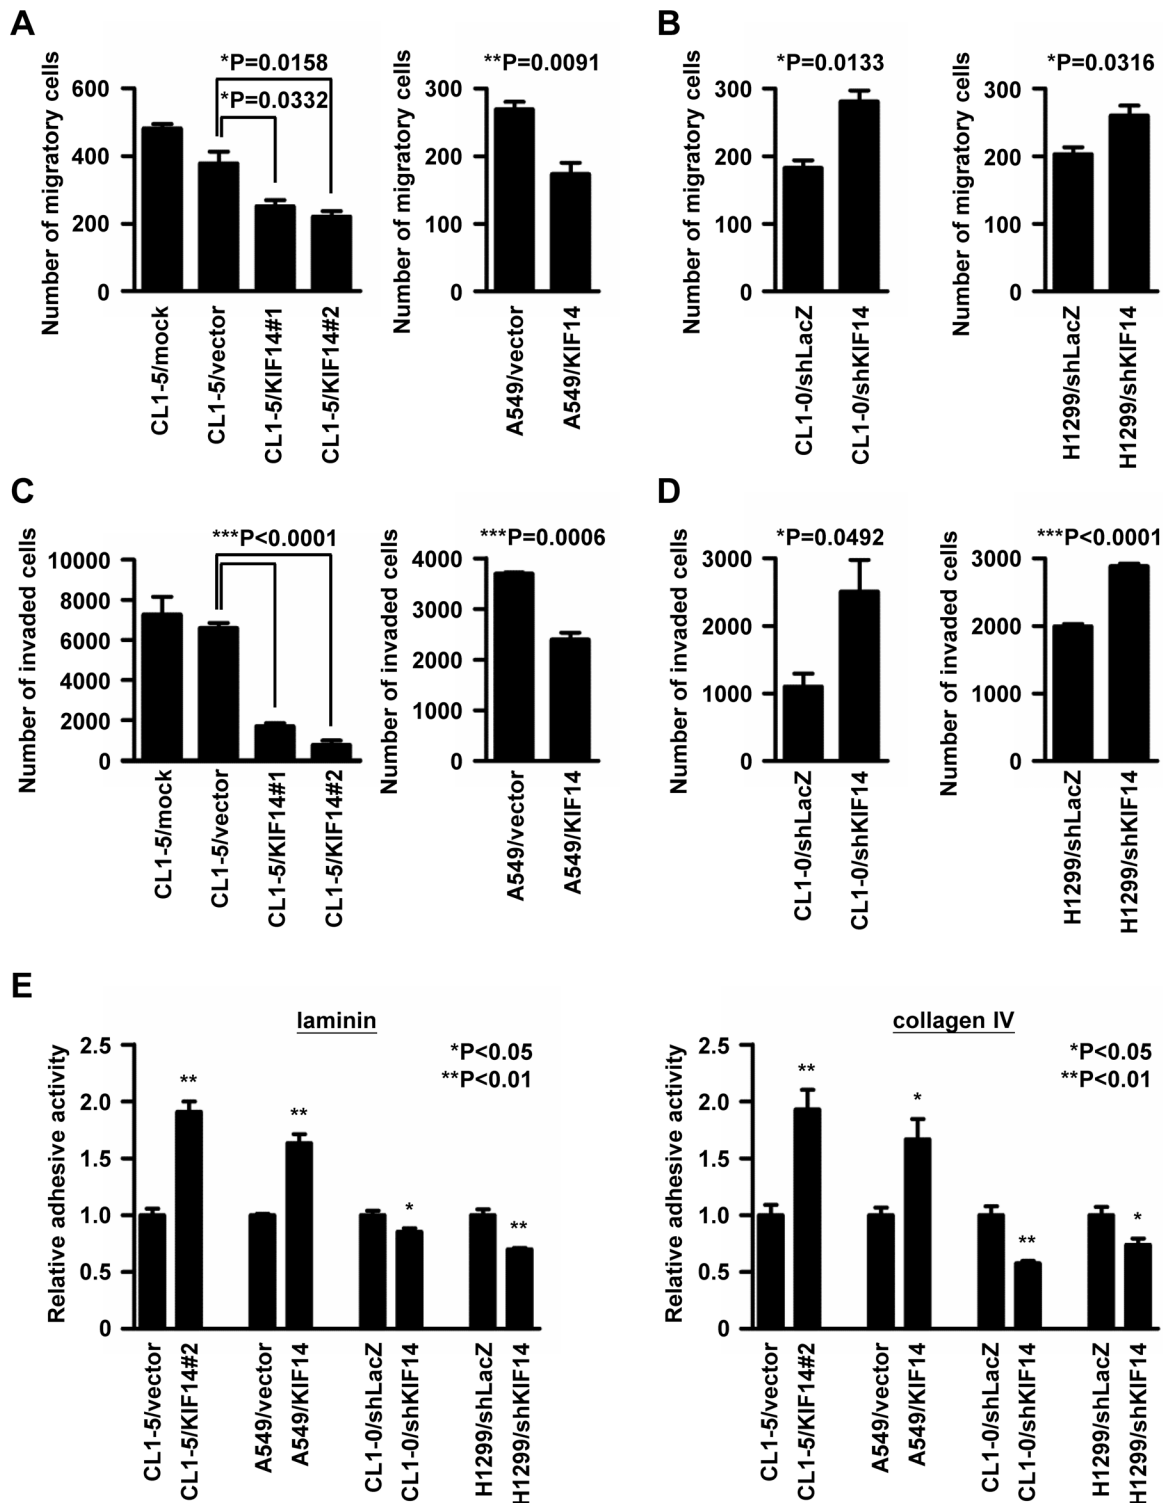 A
Number of migratory cells
*P=0.0158
*P=0.0332
600
400
200
0
CL1-5/mock
CL1-5/vector
CL1-5/KIF14#1
CL1-5/KIF14#2
Number of migratory cells
**P=0.0091
300
200
100
0
A549/vector
A549/KIF14
B
Number of migratory cells
*P=0.0133
300
200
100
0
CL1-0/shLacZ
CL1-0/shKIF14
Number of migratory cells
*P=0.0316
300
200
100
0
H1299/shLacZ
H1299/shKIF14
C
Number of invaded cells
***P<0.0001
10000
8000
6000
4000
2000
0
CL1-5/mock
CL1-5/vector
CL1-5/KIF14#1
CL1-5/KIF14#2
Number of invaded cells
***P=0.0006
4000
3000
2000
1000
0
A549/vector
A549/KIF14
D
Number of invaded cells
*P=0.0492
3000
2000
1000
0
CL1-0/shLacZ
CL1-0/shKIF14
Number of invaded cells
***P<0.0001
3000
2000
1000
0
H1299/shLacZ
H1299/shKIF14
E
laminin
Relative adhesive activity
*P<0.05
**P<0.01
2.5
2.0
1.5
1.0
0.5
0
**
**
*
**
CL1-5/vector
CL1-5/KIF14#2
A549/vector
A549/KIF14
CL1-0/shLacZ
CL1-0/shKIF14
H1299/shLacZ
H1299/shKIF14
collagen IV
Relative adhesive activity
*P<0.05
**P<0.01
2.5
2.0
1.5
1.0
0.5
0
**
*
**
*
CL1-5/vector
CL1-5/KIF14#2
A549/vector
A549/KIF14
CL1-0/shLacZ
CL1-0/shKIF14
H1299/shLacZ
H1299/shKIF14